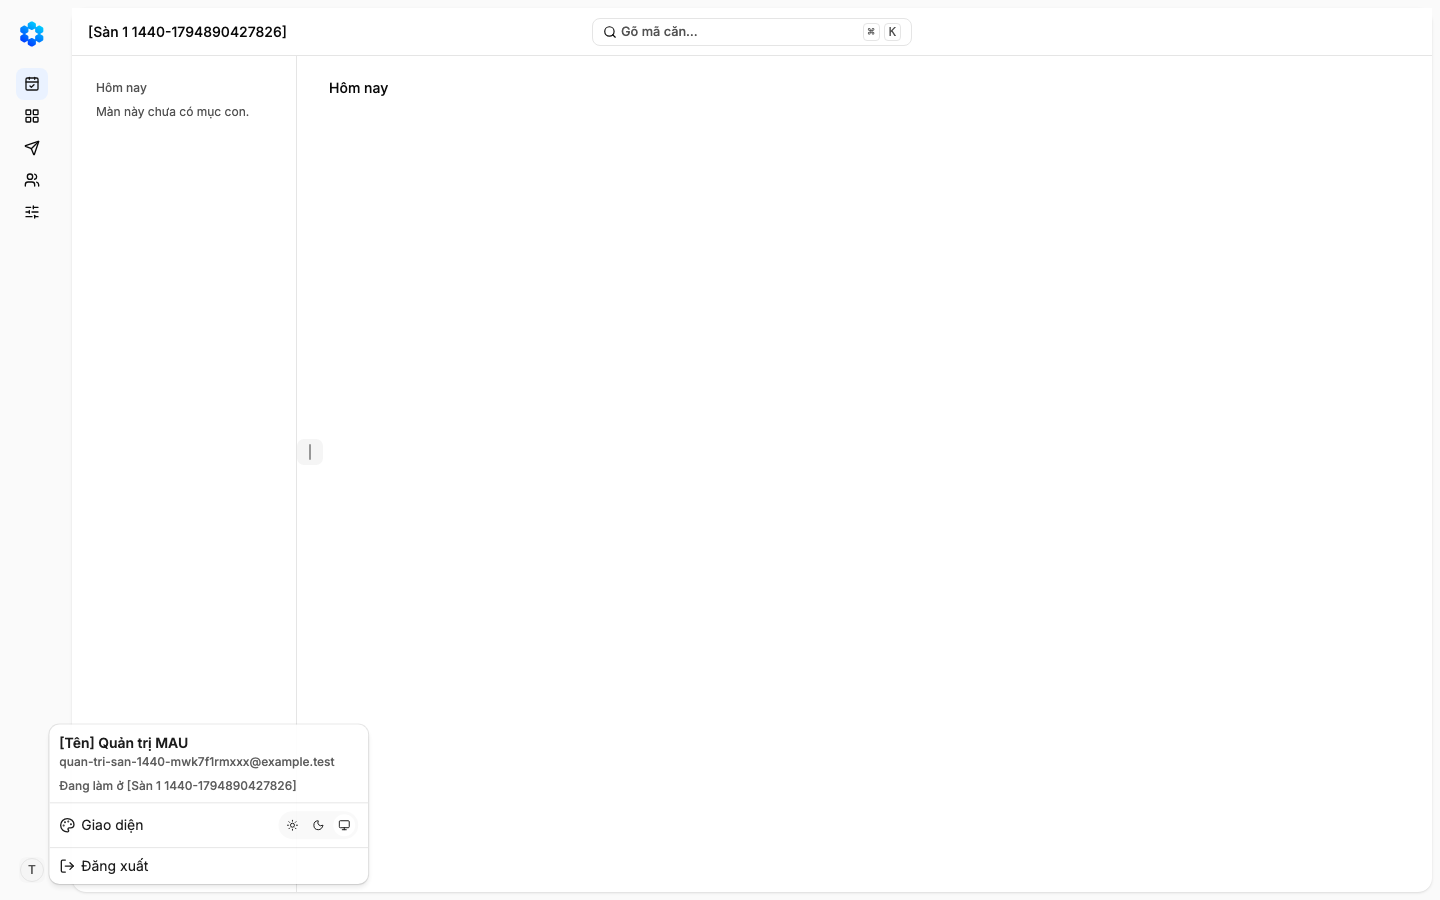 [Sàn 1 1440-1794890427826]
Gõ mã căn...
⌘ K
Hôm nay
Màn này chưa có mục con.
Hôm nay
[Tên] Quản trị MAU
quan-tri-san-1440-mwk7f1rmxxx@example.test
Đang làm ở [Sàn 1 1440-1794890427826]
Giao diện
Đăng xuất
T